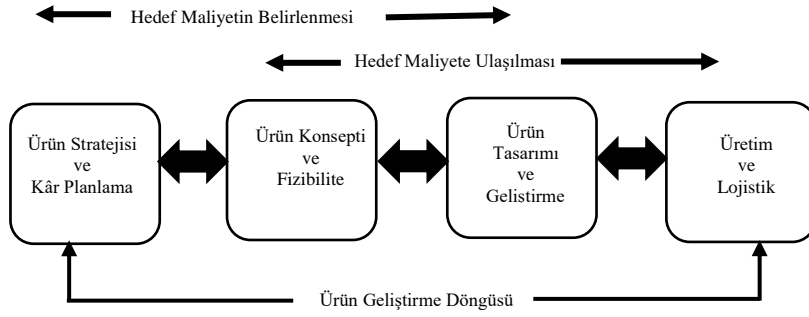 Hedef Maliyetin Belirlenmesi
Hedef Maliyete Ulaşılması
Ürün Stratejisi
ve
Kâr Planlama
Ürün Konsepti
ve
Fizibilite
Ürün
Tasarımı
ve
Gelistirme
Üretim
ve
Lojistik
Ürün Geliştirme Döngüsü